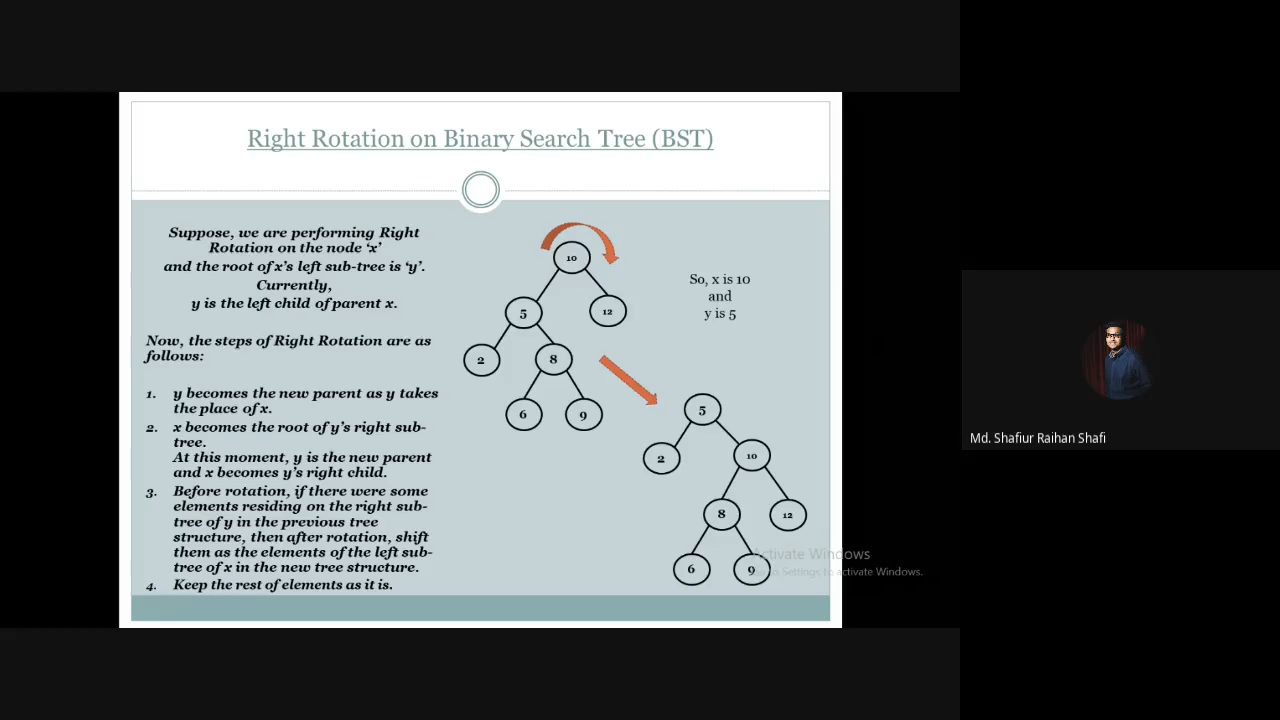 Right Rotation on Binary Search Tree (BST)
Suppose, we are performing Right
Rotation on the node ‘x’
and the root of x’s left sub-tree is ‘y’.
Currently,
y is the left child of parent x.
Now, the steps of Right Rotation are as
follows:
1. y becomes the new parent as y takes
the place of x.
2. x becomes the root of y’s right sub-
tree.
At this moment, y is the new parent
and x becomes y’s right child.
3. Before rotation, if there were some
elements residing on the right sub-
tree of y in the previous tree
structure, then after rotation, shift
them as the elements of the left sub-
tree of x in the new tree structure.
4. Keep the rest of elements as it is.
10
5
12
2
8
6
9
So, x is 10
and
y is 5
5
2
10
8
12
6
9
Activate Windows
Go to Settings to activate Windows.
Md. Shafiur Raihan Shafi